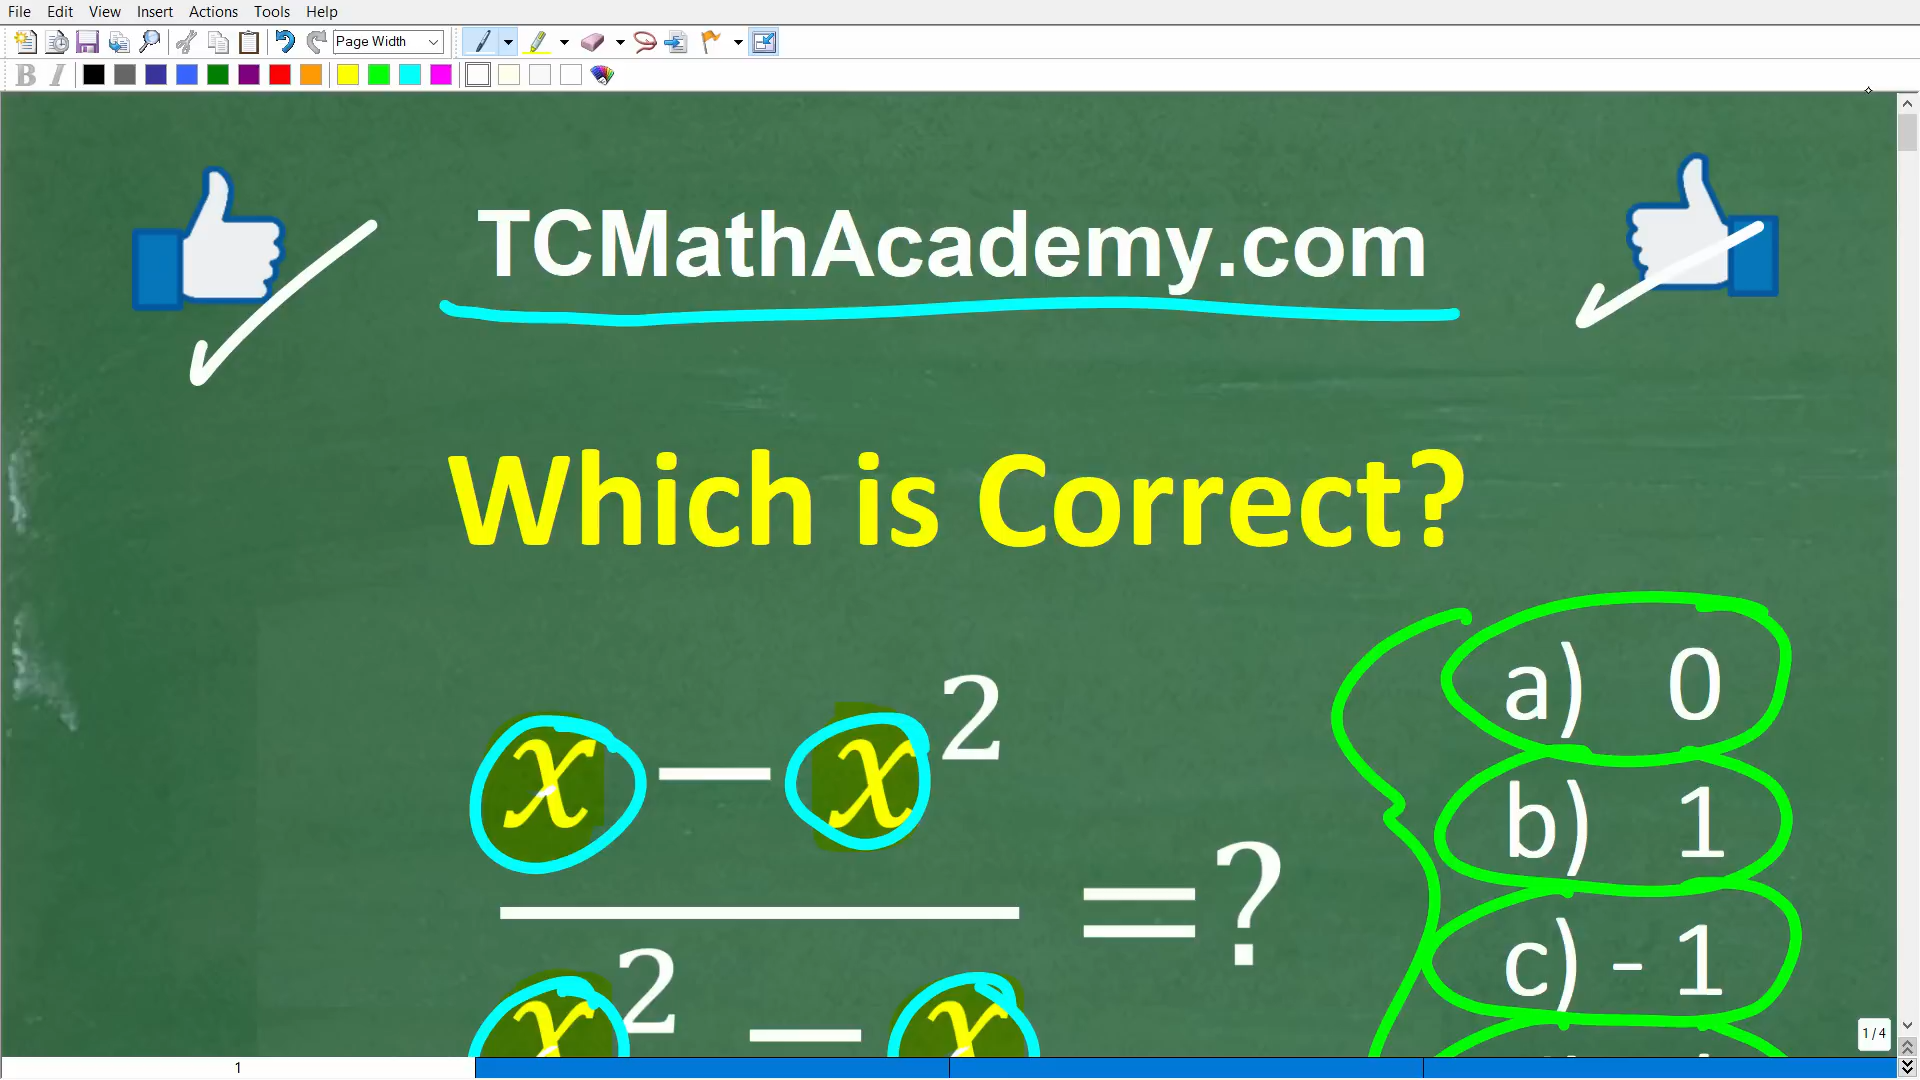 File Edit View Insert Actions Tools Help
Page Width
B I
TCMathAcademy.com
Which is Correct?
a) 0
x − x²
b) 1
= ?
c) - 1
x² − x
1 / 4
1